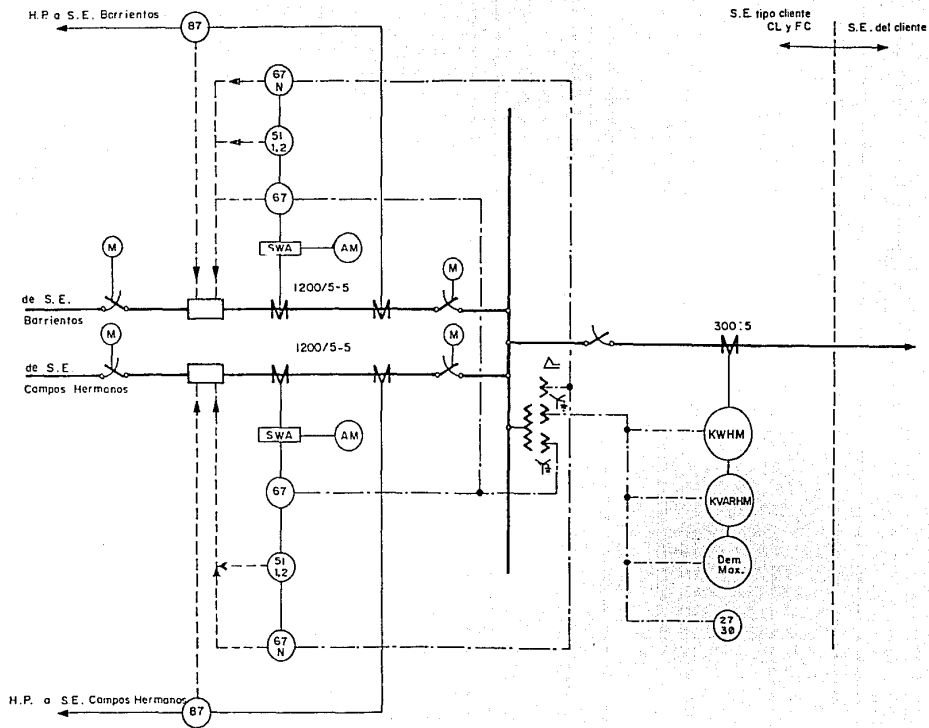 H.P. a S.E. Barrientos
87
S.E. tipo cliente
CL y FC
S.E. del cliente
67
N
51
1,2
67
SWA
AM
M
M
1200/5-5
de S.E.
Barrientos
300:5
M
M
1200/5-5
de S.E.
Campos Hermanos
SWA
AM
KWHM
67
KVARHM
51
1,2
Dem
Max.
27
30
67
N
H.P. a S.E. Campos Hermanos
87